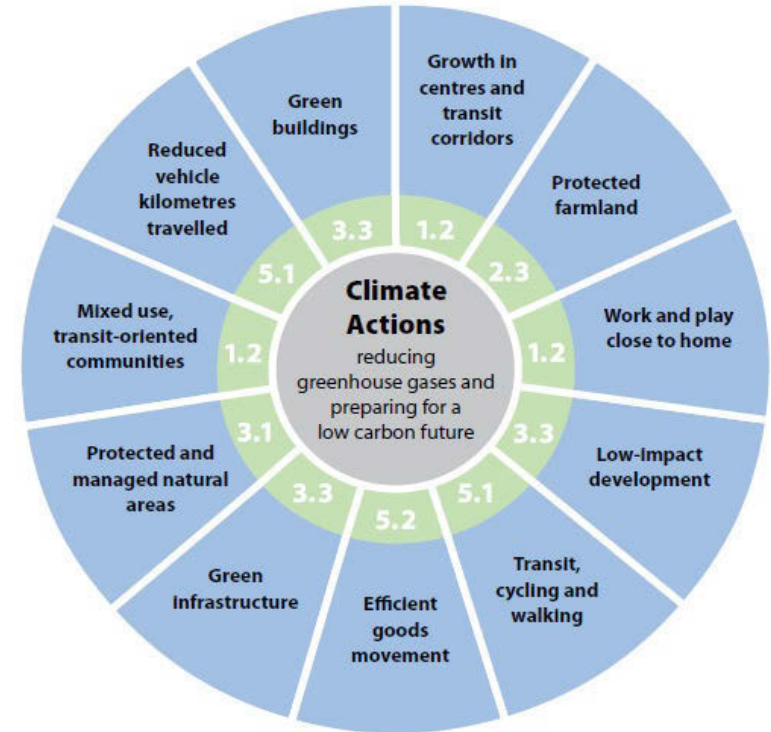 Climate
Actions
reducing
greenhouse gases and
preparing for a
low carbon future
Growth in
centres and
transit
corridors
1.2
Protected
farmland
2.3
Work and play
close to home
1.2
Low-impact
development
3.3
Transit,
cycling and
walking
5.1
Efficient
goods
movement
5.2
Green
infrastructure
3.3
Protected and
managed natural
areas
3.1
Mixed use,
transit-oriented
communities
1.2
Reduced
vehicle
kilometres
travelled
5.1
Green
buildings
3.3